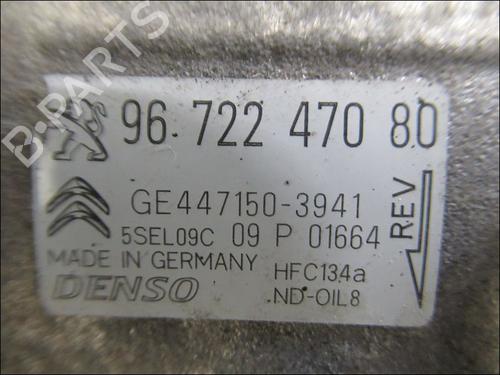 B-PARTS
96 722 470 80
GE447150-3941
5SEL09C 09 P 01664
REV
MADE IN GERMANY HFC134a
DENSO ND-OIL8